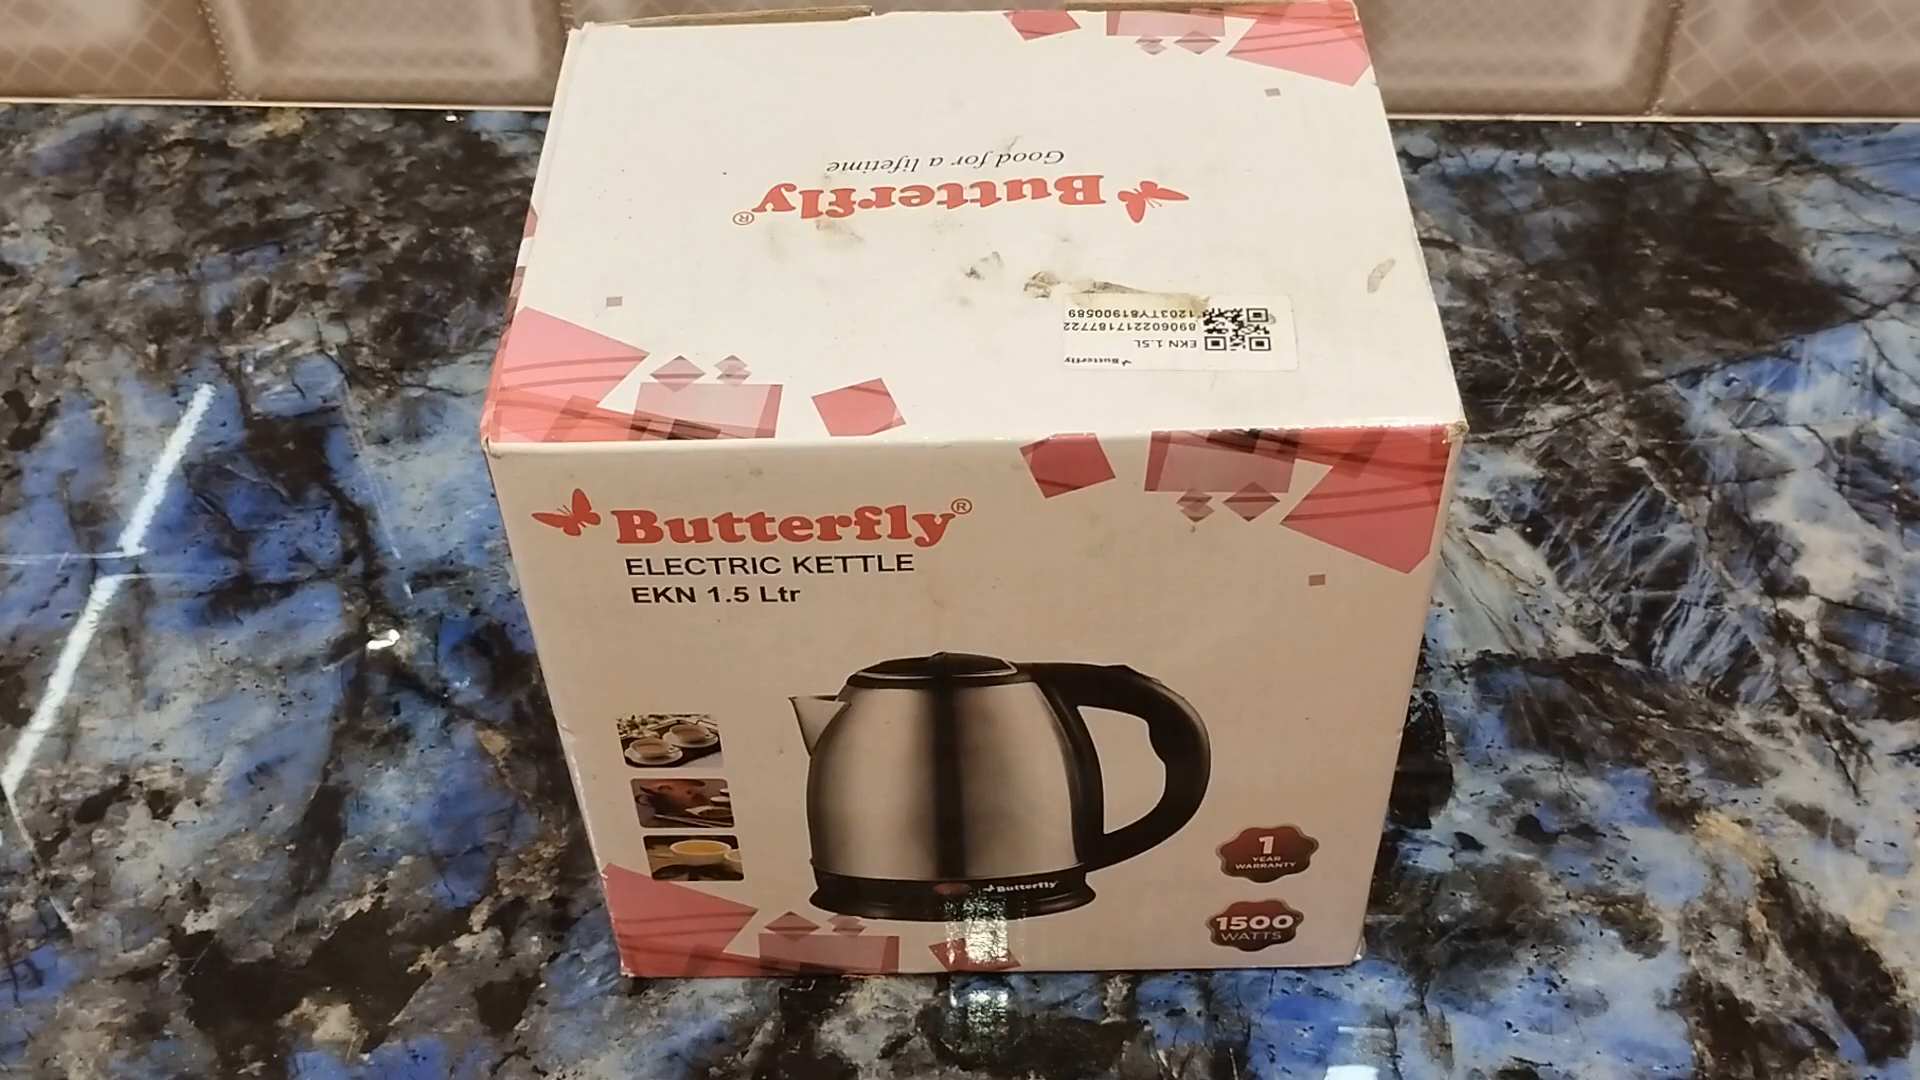 Good for a lifetime
Butterfly®
Butterfly
EKN 1.5L
8906022177187722
1203TY81900589
Butterfly®
ELECTRIC KETTLE
EKN 1.5 Ltr
Butterfly
1
YEAR
WARRANTY
1500
WATTS